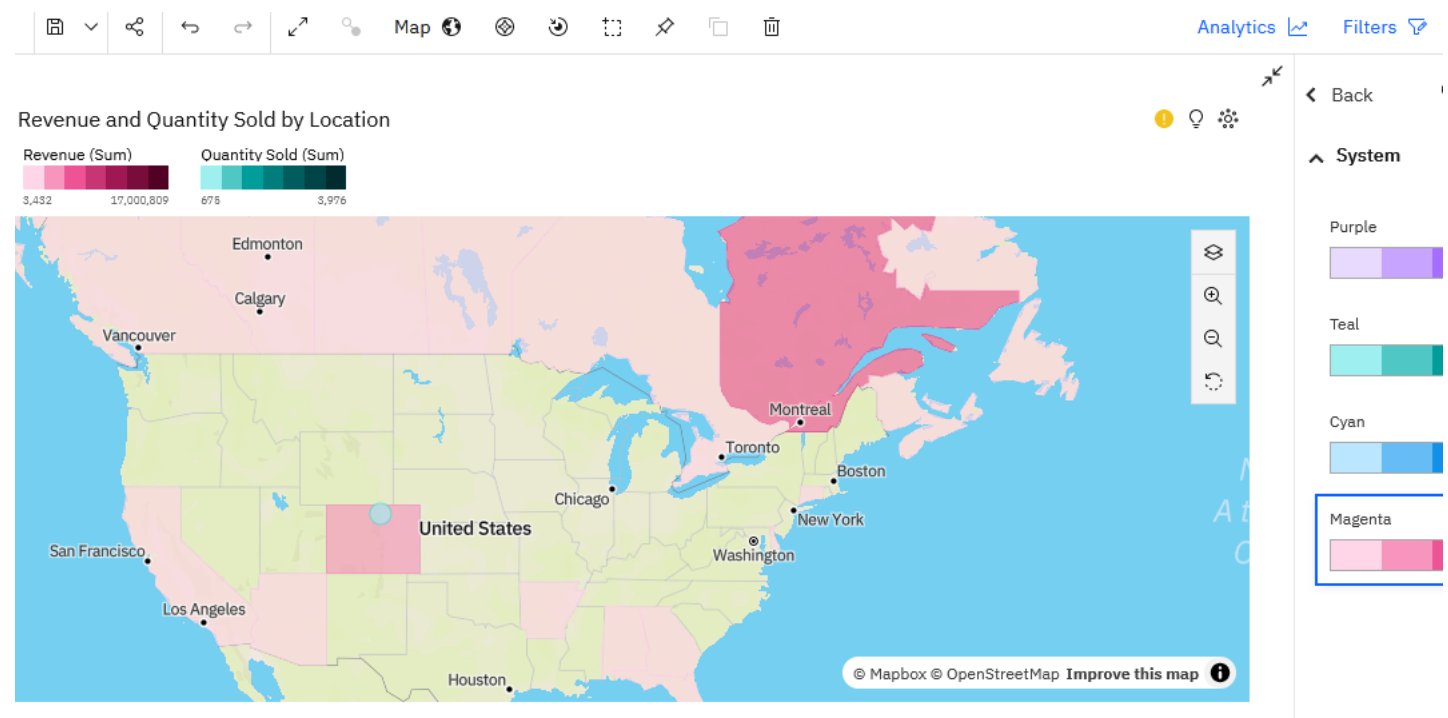 Map
Analytics
Filters
Back
Revenue and Quantity Sold by Location
Revenue (Sum)
Quantity Sold (Sum)
3,432
17,000,809
675
3,976
System
Purple
Teal
Cyan
Magenta
Edmonton
Calgary
Vancouver
Montreal
Toronto
Boston
Chicago
New York
United States
San Francisco
Washington
Los Angeles
Houston
© Mapbox © OpenStreetMap Improve this map